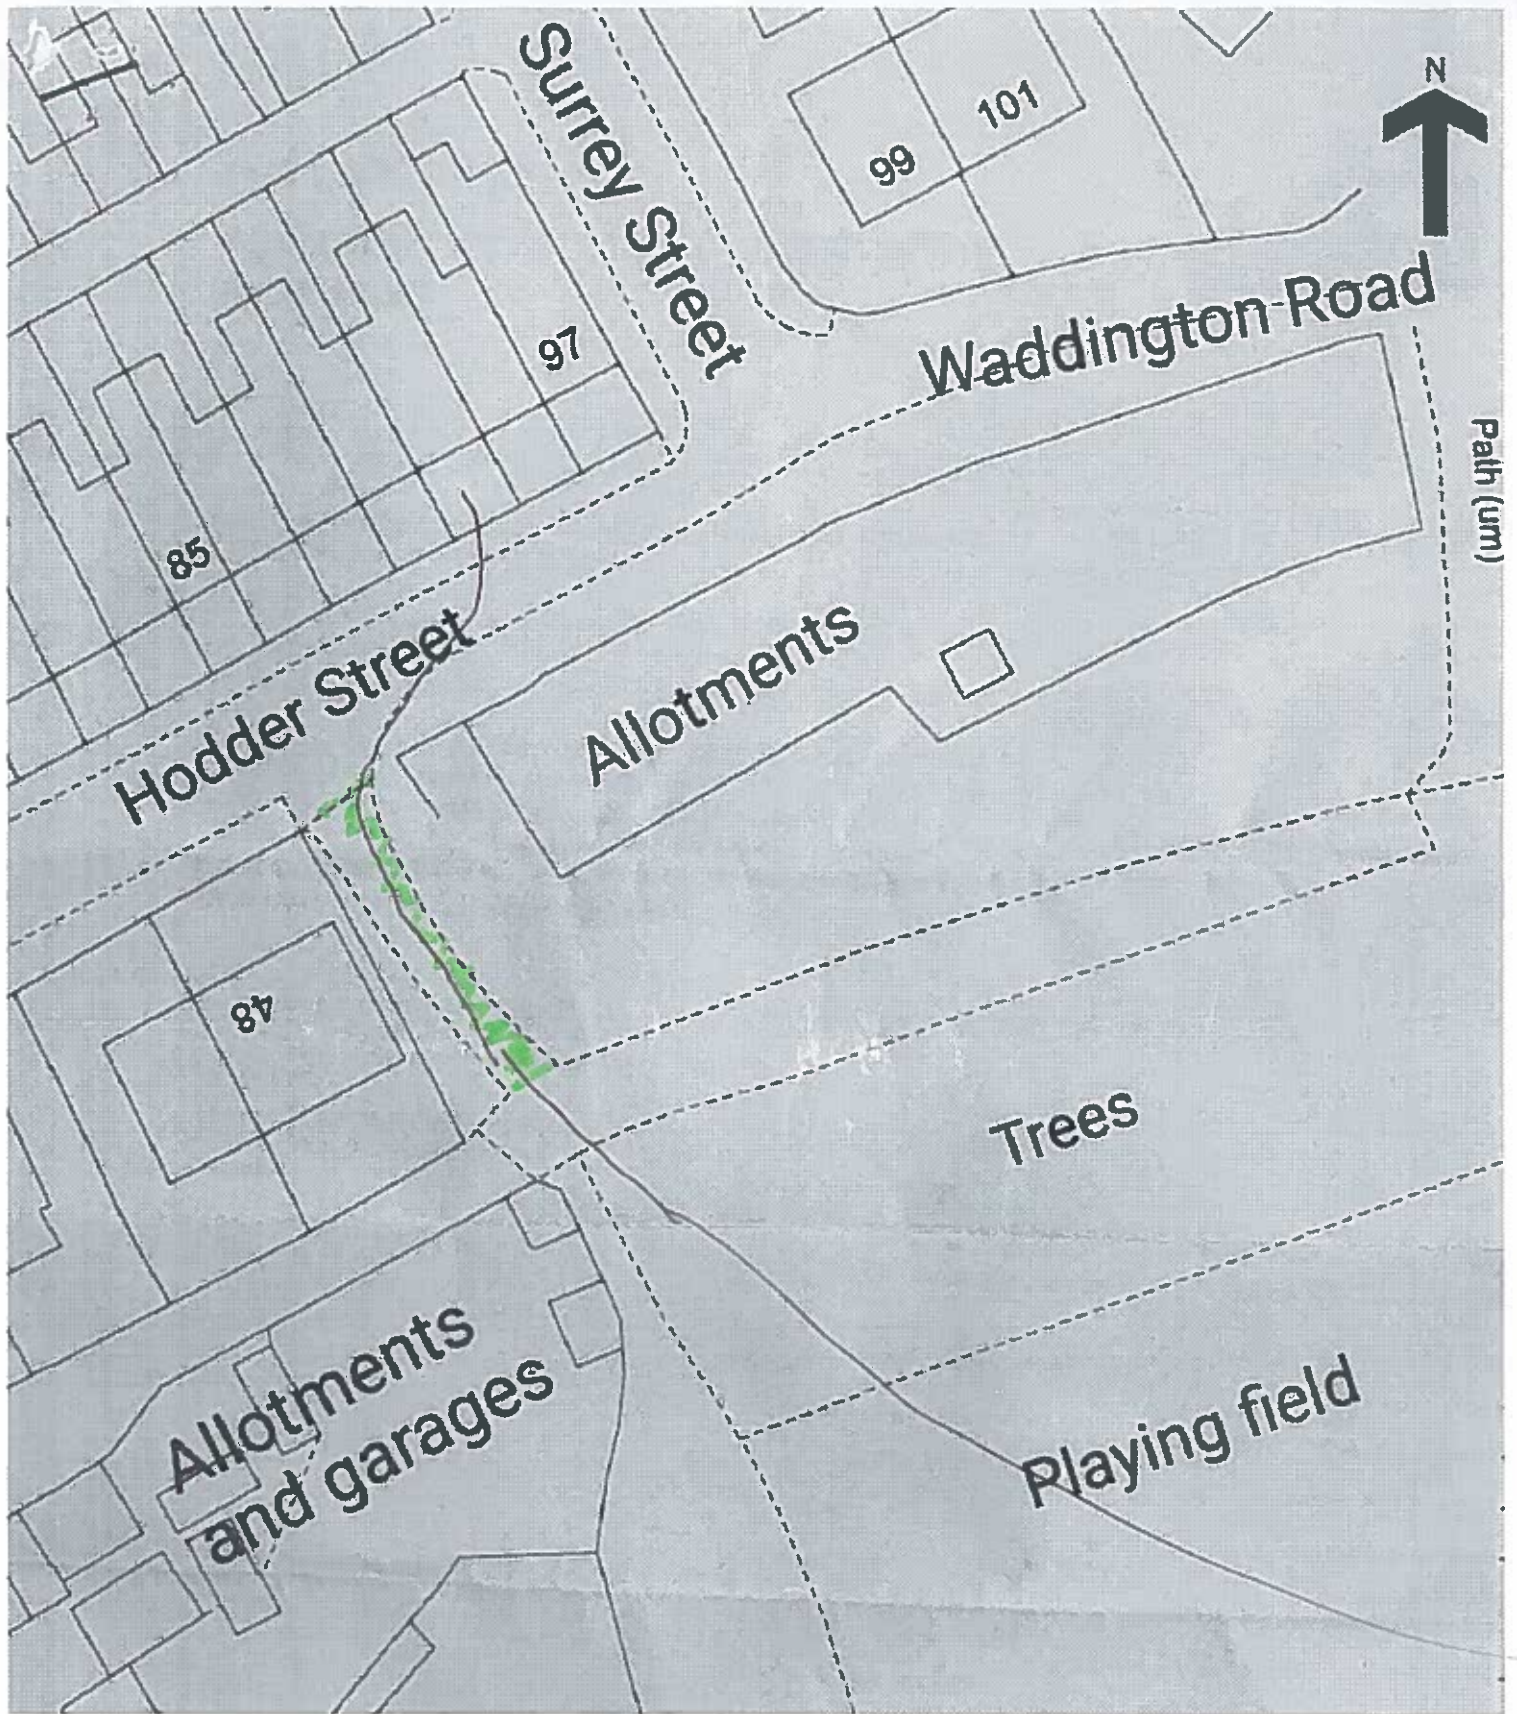 Surrey Street
N
101
99
Waddington Road
97
Path (um)
85
Allotments
Hodder Street
48
Trees
Allotments
and garages
Playing field